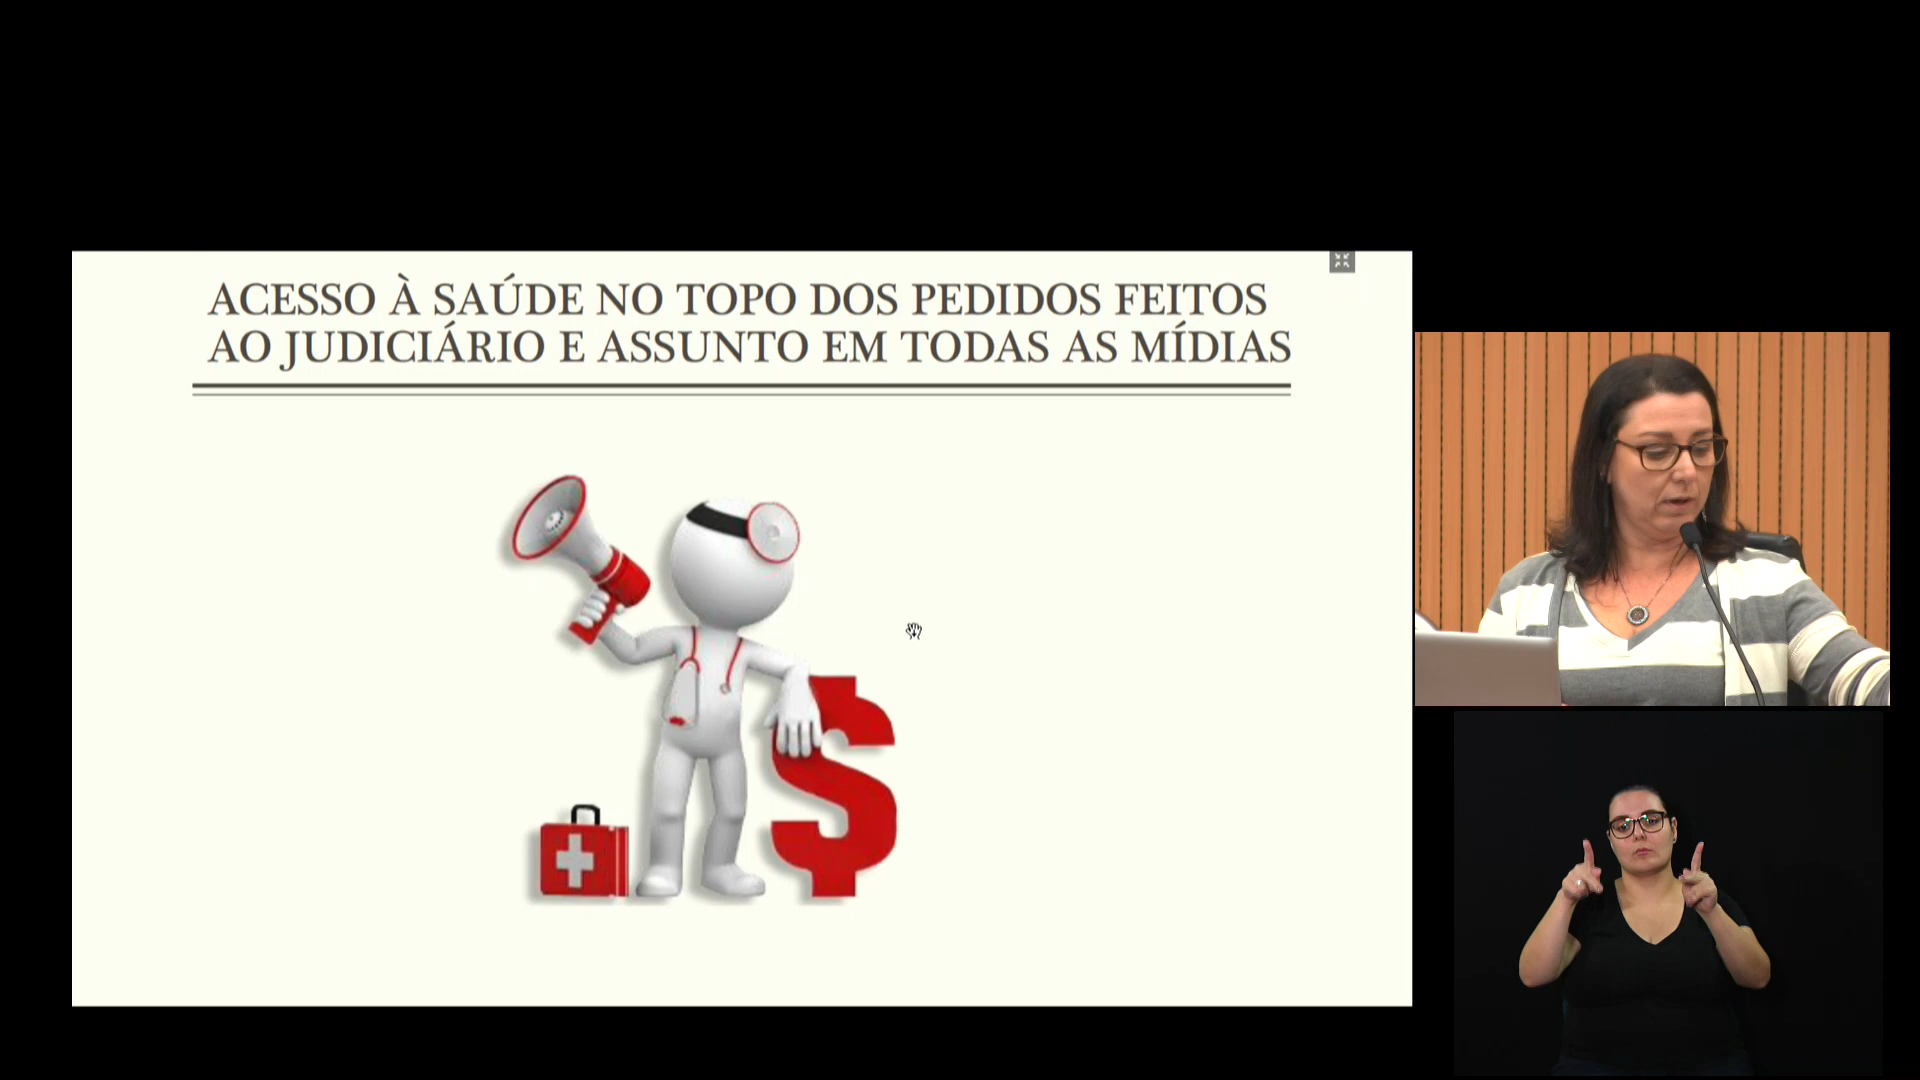 ACESSO À SAÚDE NO TOPO DOS PEDIDOS FEITOS
AO JUDICIÁRIO E ASSUNTO EM TODAS AS MÍDIAS